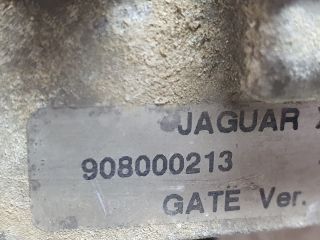 JAGUAR X
908000213
GATE Ver.